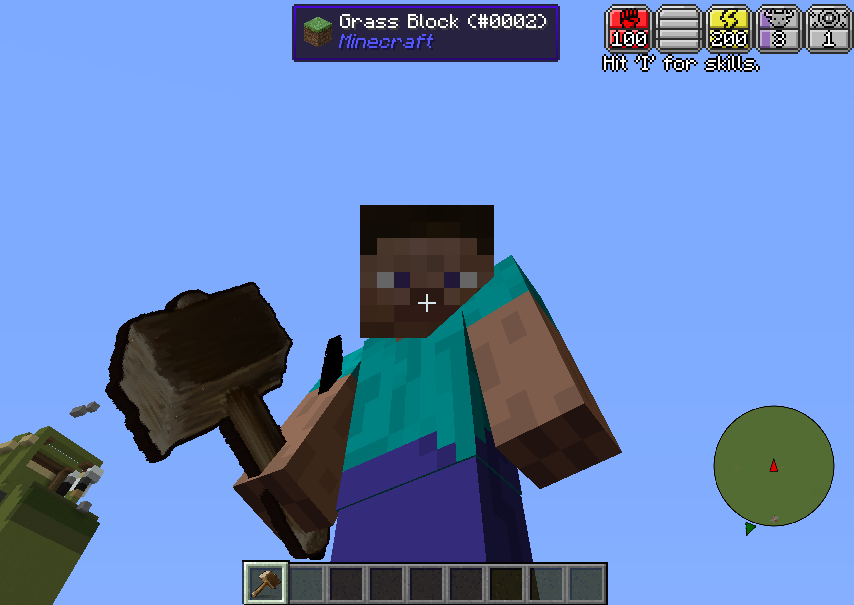 Grass Block (#0002)
Minecraft
100
200
8
1
Hit 'I' for skills.